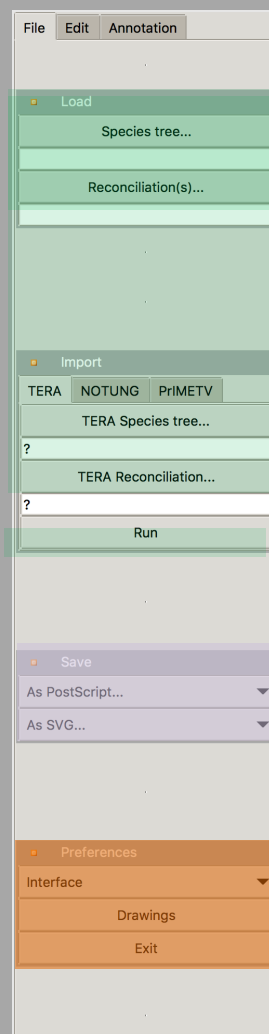 File Edit Annotation
Load
Species tree...
Reconciliation(s)...
Import
TERA NOTUNG PrIMETV
TERA Species tree...
?
TERA Reconciliation...
?
Run
Save
As PostScript...
As SVG...
Preferences
Interface
Drawings
Exit